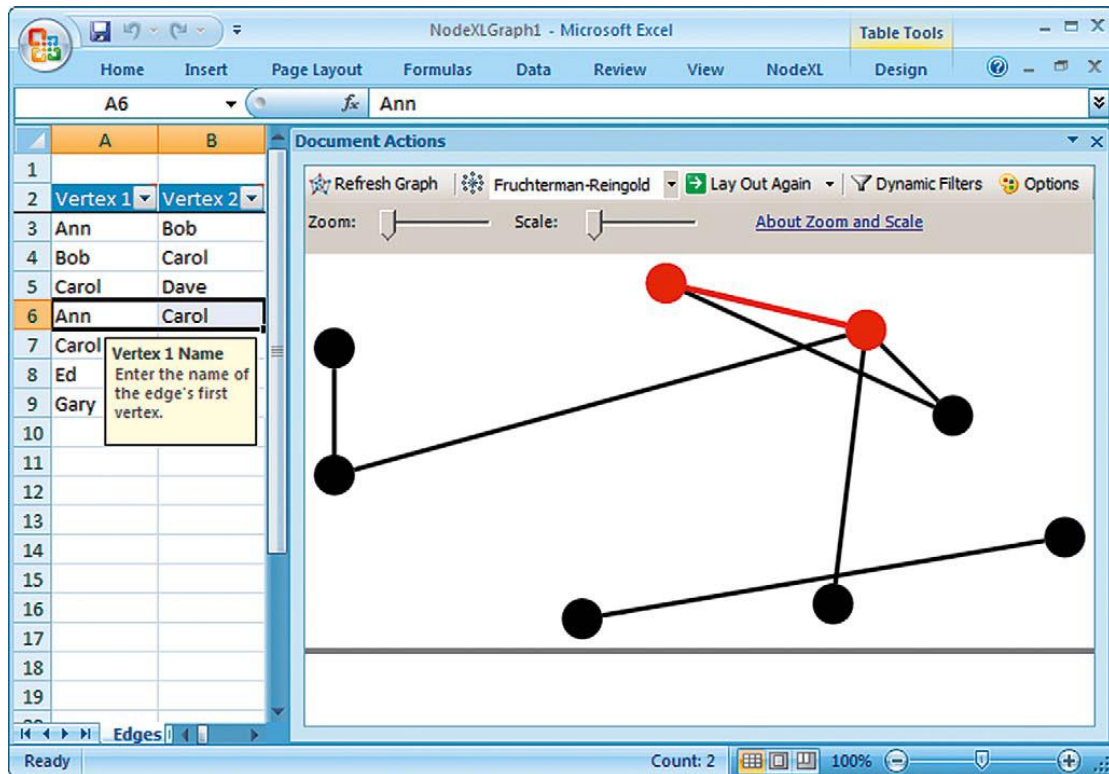 NodeXLGraph1 - Microsoft Excel
Table Tools
Home Insert Page Layout Formulas Data Review View NodeXL Design
A6 fx Ann
A B
Document Actions
Refresh Graph Fruchterman-Reingold Lay Out Again Dynamic Filters Options
Zoom: Scale: About Zoom and Scale
1
2 Vertex 1 Vertex 2
3 Ann Bob
4 Bob Carol
5 Carol Dave
6 Ann Carol
7 Carol
8 Ed
9 Gary
Vertex 1 Name
Enter the name of
the edge's first
vertex.
10
11
12
13
14
15
16
17
18
19
Edges
Ready Count: 2 100%